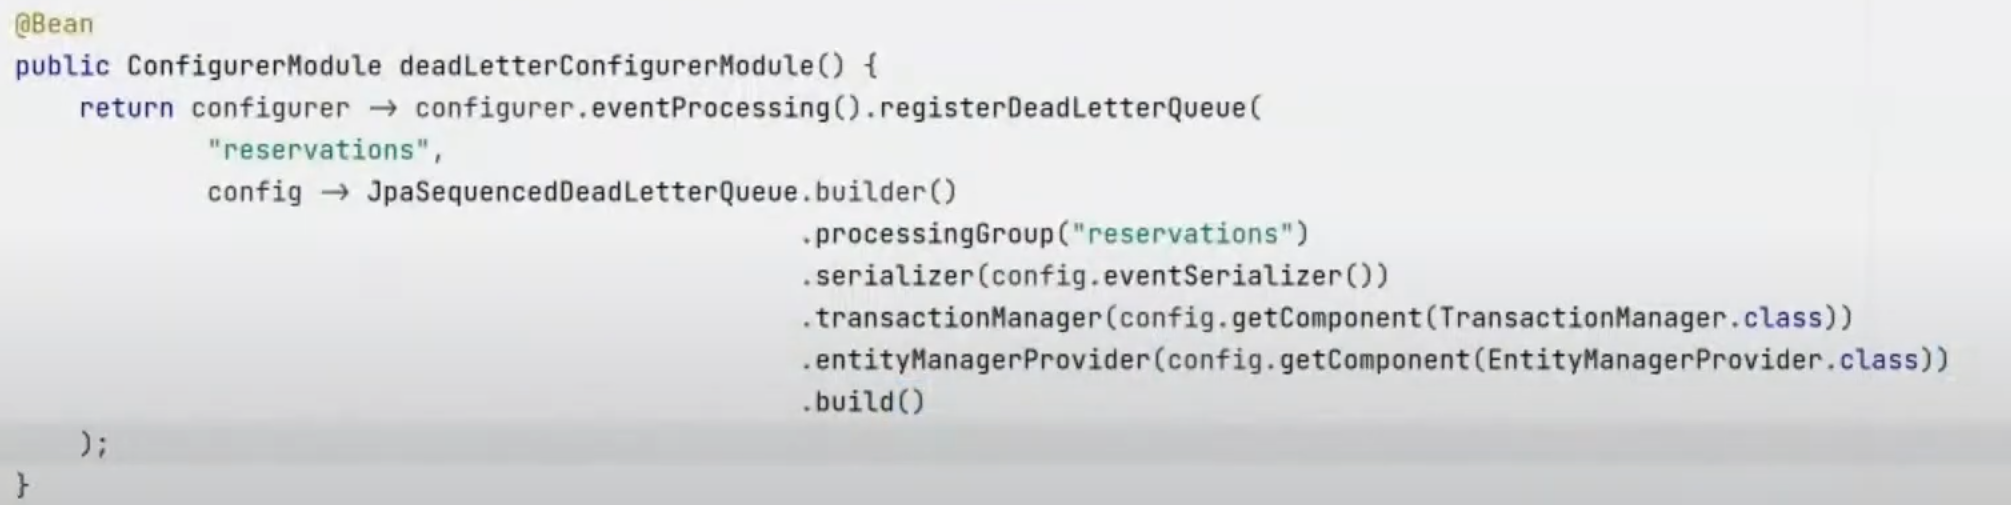 @Bean
public ConfigurerModule deadLetterConfigurerModule() {
    return configurer → configurer.eventProcessing().registerDeadLetterQueue(
            "reservations",
            config → JpaSequencedDeadLetterQueue.builder()
                                                 .processingGroup("reservations")
                                                 .serializer(config.eventSerializer())
                                                 .transactionManager(config.getComponent(TransactionManager.class))
                                                 .entityManagerProvider(config.getComponent(EntityManagerProvider.class))
                                                 .build()
    );
}